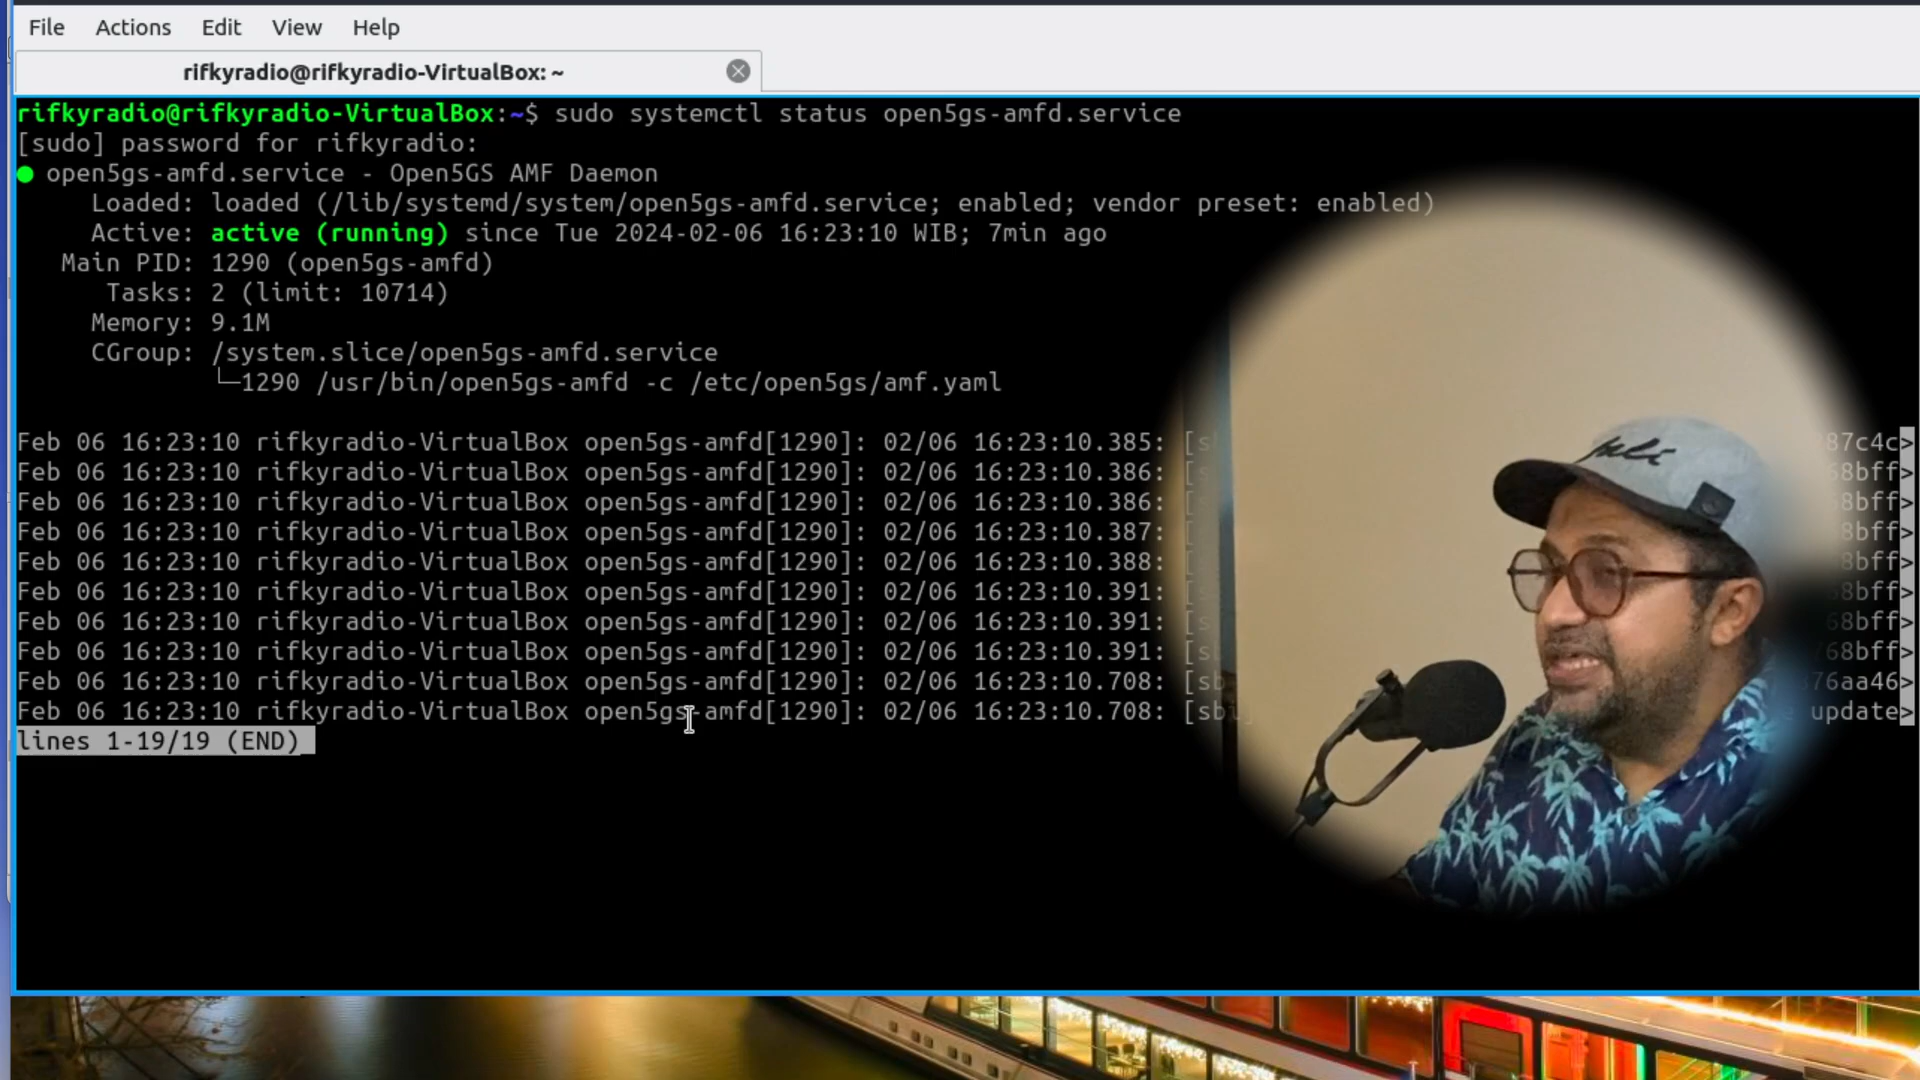 File Actions Edit View Help
rifkyradio@rifkyradio-VirtualBox: ~
rifkyradio@rifkyradio-VirtualBox:~$ sudo systemctl status open5gs-amfd.service
[sudo] password for rifkyradio:
● open5gs-amfd.service - Open5GS AMF Daemon
Loaded: loaded (/lib/systemd/system/open5gs-amfd.service; enabled; vendor preset: enabled)
Active: active (running) since Tue 2024-02-06 16:23:10 WIB; 7min ago
Main PID: 1290 (open5gs-amfd)
Tasks: 2 (limit: 10714)
Memory: 9.1M
CGroup: /system.slice/open5gs-amfd.service
└─1290 /usr/bin/open5gs-amfd -c /etc/open5gs/amf.yaml
Feb 06 16:23:10 rifkyradio-VirtualBox open5gs-amfd[1290]: 02/06 16:23:10.385: [s 87c4c>
Feb 06 16:23:10 rifkyradio-VirtualBox open5gs-amfd[1290]: 02/06 16:23:10.386: [s 68bff>
Feb 06 16:23:10 rifkyradio-VirtualBox open5gs-amfd[1290]: 02/06 16:23:10.386: [s 8bff>
Feb 06 16:23:10 rifkyradio-VirtualBox open5gs-amfd[1290]: 02/06 16:23:10.387: [s 8bff>
Feb 06 16:23:10 rifkyradio-VirtualBox open5gs-amfd[1290]: 02/06 16:23:10.388: [s 8bff>
Feb 06 16:23:10 rifkyradio-VirtualBox open5gs-amfd[1290]: 02/06 16:23:10.391: [s 8bff>
Feb 06 16:23:10 rifkyradio-VirtualBox open5gs-amfd[1290]: 02/06 16:23:10.391: [s 68bff>
Feb 06 16:23:10 rifkyradio-VirtualBox open5gs-amfd[1290]: 02/06 16:23:10.391: [s 68bff>
Feb 06 16:23:10 rifkyradio-VirtualBox open5gs-amfd[1290]: 02/06 16:23:10.708: [sb 76aa46>
Feb 06 16:23:10 rifkyradio-VirtualBox open5gs-amfd[1290]: 02/06 16:23:10.708: [sbi update>
lines 1-19/19 (END)